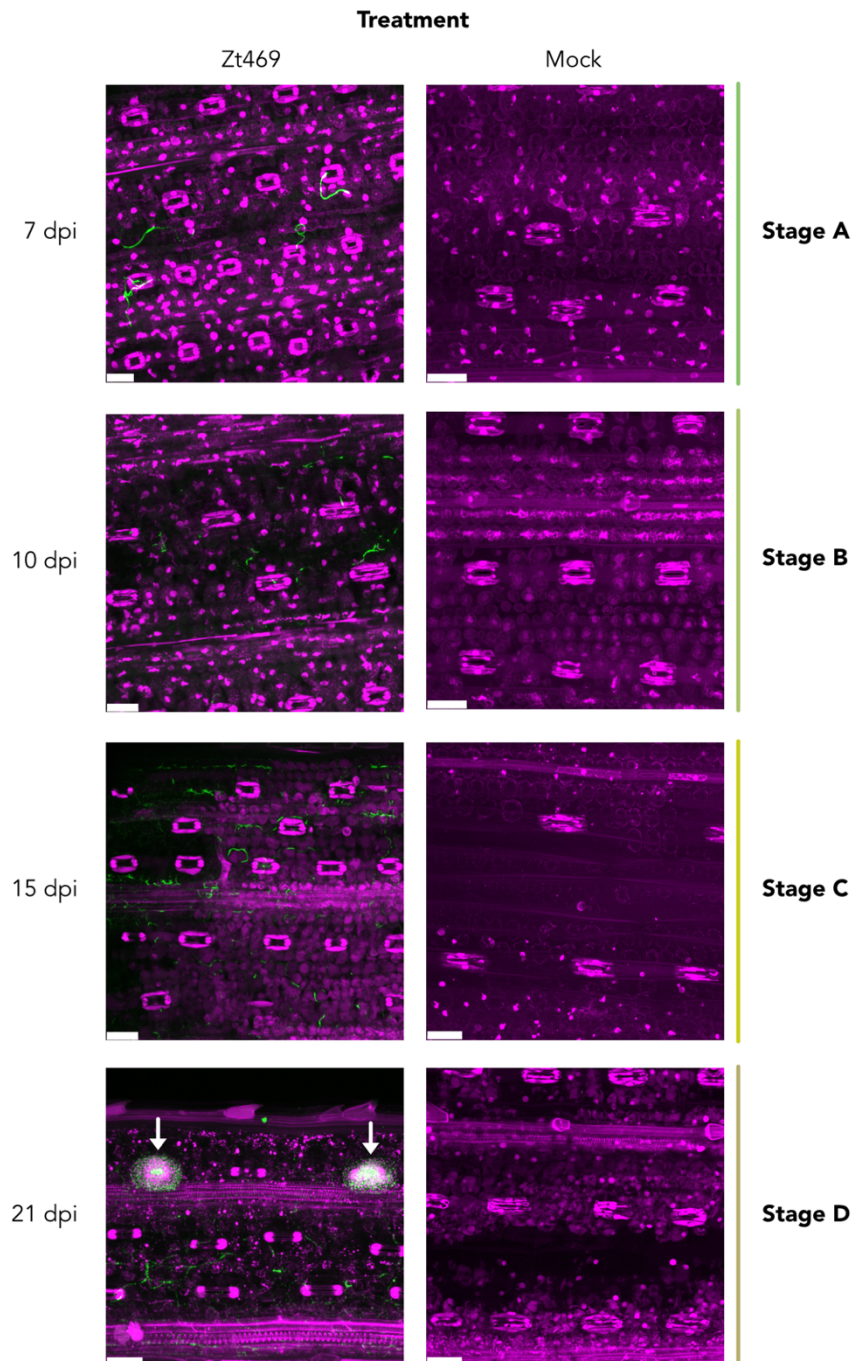 Treatment
Zt469 Mock
7 dpi Stage A
10 dpi Stage B
15 dpi Stage C
21 dpi Stage D